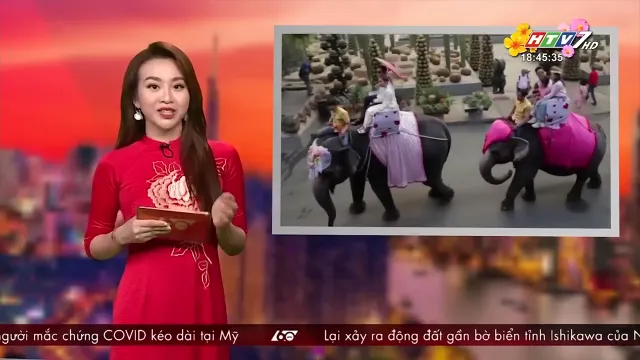 HTV7 HD
18:45:35
người mắc chứng COVID kéo dài tại Mỹ
60
Lại xảy ra động đất gần bờ biển tỉnh Ishikawa của N